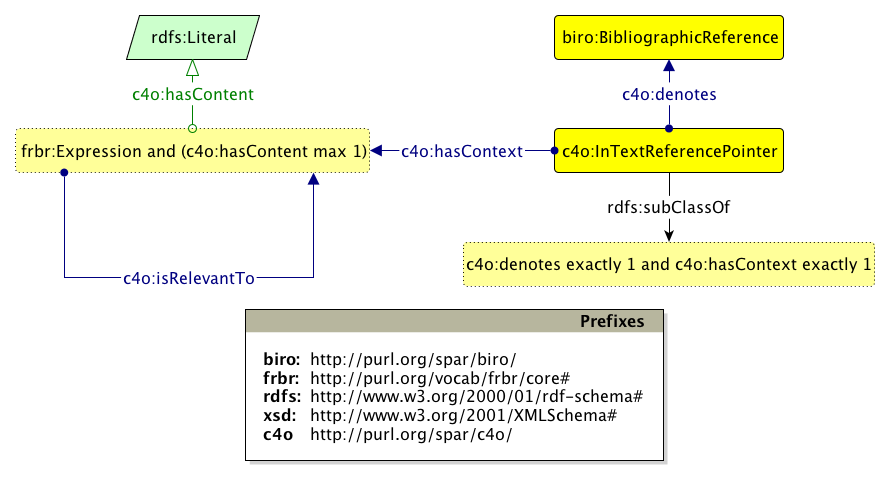 rdfs:Literal
biro:BibliographicReference
c4o:hasContent
c4o:denotes
frbr:Expression and (c4o:hasContent max 1)
c4o:hasContext
c4o:InTextReferencePointer
rdfs:subClassOf
c4o:denotes exactly 1 and c4o:hasContext exactly 1
c4o:isRelevantTo
Prefixes
biro: http://purl.org/spar/biro/
frbr: http://purl.org/vocab/frbr/core#
rdfs: http://www.w3.org/2000/01/rdf-schema#
xsd: http://www.w3.org/2001/XMLSchema#
c4o http://purl.org/spar/c4o/